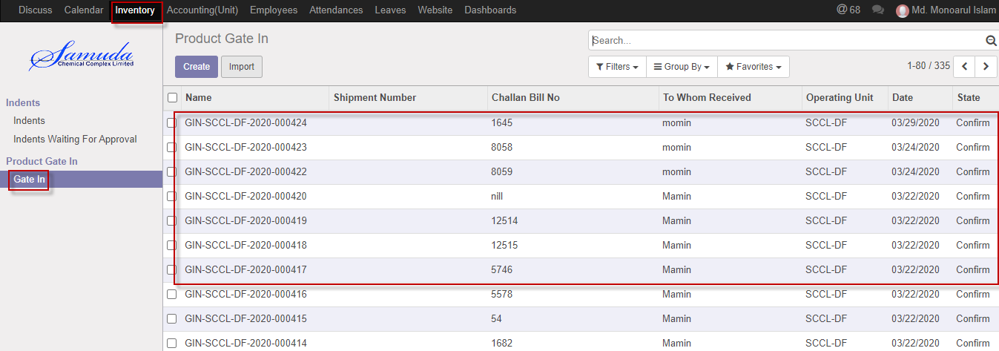 Discuss Calendar Inventory Accounting(Unit) Employees Attendances Leaves Website Dashboards @ 68 Md. Monoarul Islam
Samuda
Chemical Complex Limited
Indents
Indents
Indents Waiting For Approval
Product Gate In
Gate In
Product Gate In
Search...
Create Import
Filters Group By Favorites 1-80 / 335
Name Shipment Number Challan Bill No To Whom Received Operating Unit Date State
GIN-SCCL-DF-2020-000424 1645 momin SCCL-DF 03/29/2020 Confirm
GIN-SCCL-DF-2020-000423 8058 momin SCCL-DF 03/24/2020 Confirm
GIN-SCCL-DF-2020-000422 8059 momin SCCL-DF 03/24/2020 Confirm
GIN-SCCL-DF-2020-000420 nill Mamin SCCL-DF 03/22/2020 Confirm
GIN-SCCL-DF-2020-000419 12514 Mamin SCCL-DF 03/22/2020 Confirm
GIN-SCCL-DF-2020-000418 12515 Mamin SCCL-DF 03/22/2020 Confirm
GIN-SCCL-DF-2020-000417 5746 Mamin SCCL-DF 03/22/2020 Confirm
GIN-SCCL-DF-2020-000416 5578 Mamin SCCL-DF 03/22/2020 Confirm
GIN-SCCL-DF-2020-000415 54 Mamin SCCL-DF 03/22/2020 Confirm
GIN-SCCL-DF-2020-000414 1682 Mamin SCCL-DF 03/22/2020 Confirm